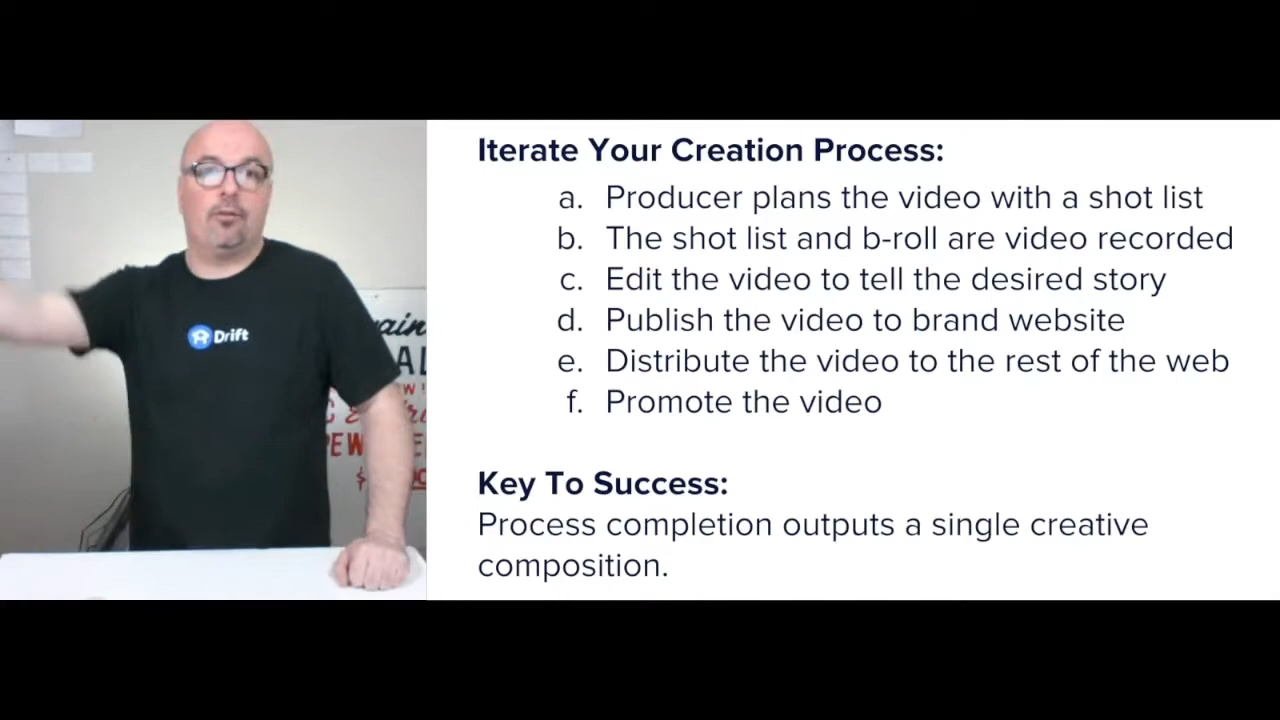 Iterate Your Creation Process:
a. Producer plans the video with a shot list
b. The shot list and b-roll are video recorded
c. Edit the video to tell the desired story
d. Publish the video to brand website
e. Distribute the video to the rest of the web
f. Promote the video
Key To Success:
Process completion outputs a single creative
composition.
Drift